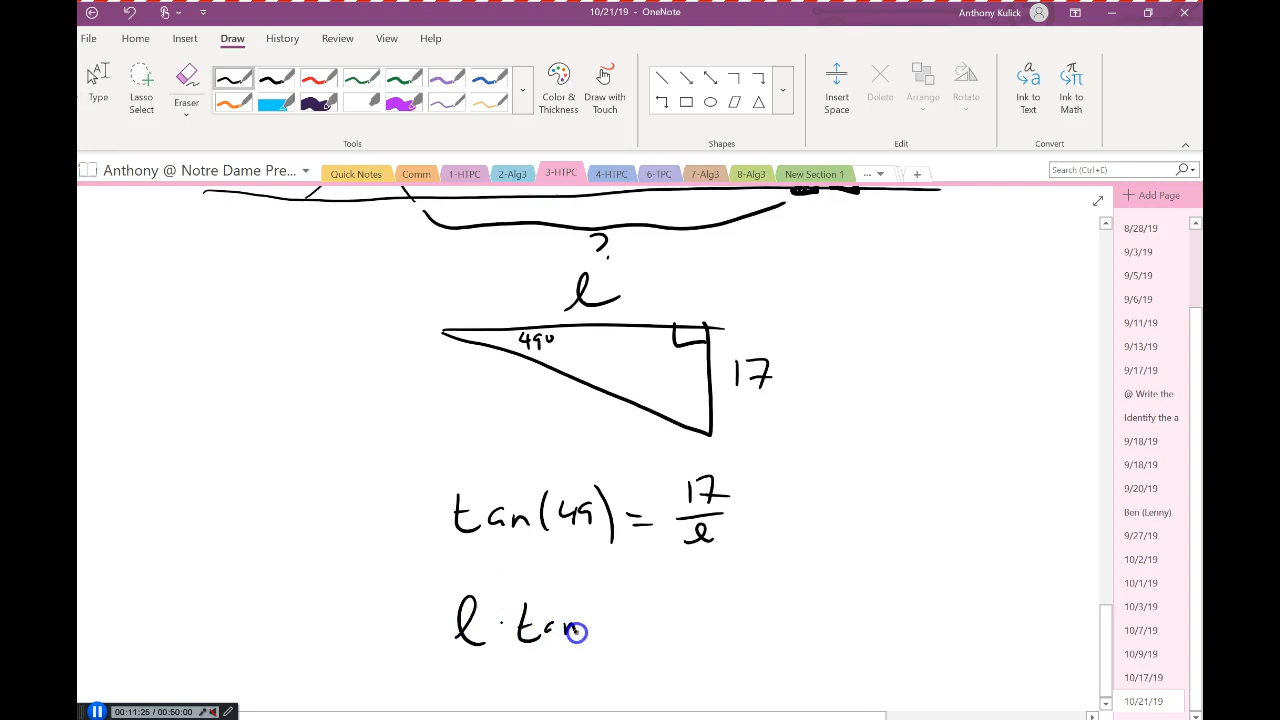 10/21/19 - OneNote
Anthony Kulick
File Home Insert Draw History Review View Help
Type
Lasso Select
Eraser
Color & Thickness
Draw with Touch
Insert Space
Delete
Arrange
Rotate
Ink to Text
Ink to Math
Tools
Shapes
Edit
Convert
Anthony @ Notre Dame Pre...
Quick Notes Comm 1-HTPC 2-Alg3 3-HTPC 4-HTPC 6-TPC 7-Alg3 8-Alg3 New Section 1 ...
Search (Ctrl+E)
Add Page
8/28/19
9/3/19
9/5/19
9/6/19
9/11/19
9/13/19
9/17/19
@ Write the
Identify the a
9/18/19
9/18/19
9/20/19
Ben (Lenny)
9/27/19
10/2/19
10/1/19
10/3/19
10/7/19
10/9/19
10/17/19
10/21/19
?
l
49°
17
tan(49) = 17/l
l · tan
00:11:25 / 00:50:00